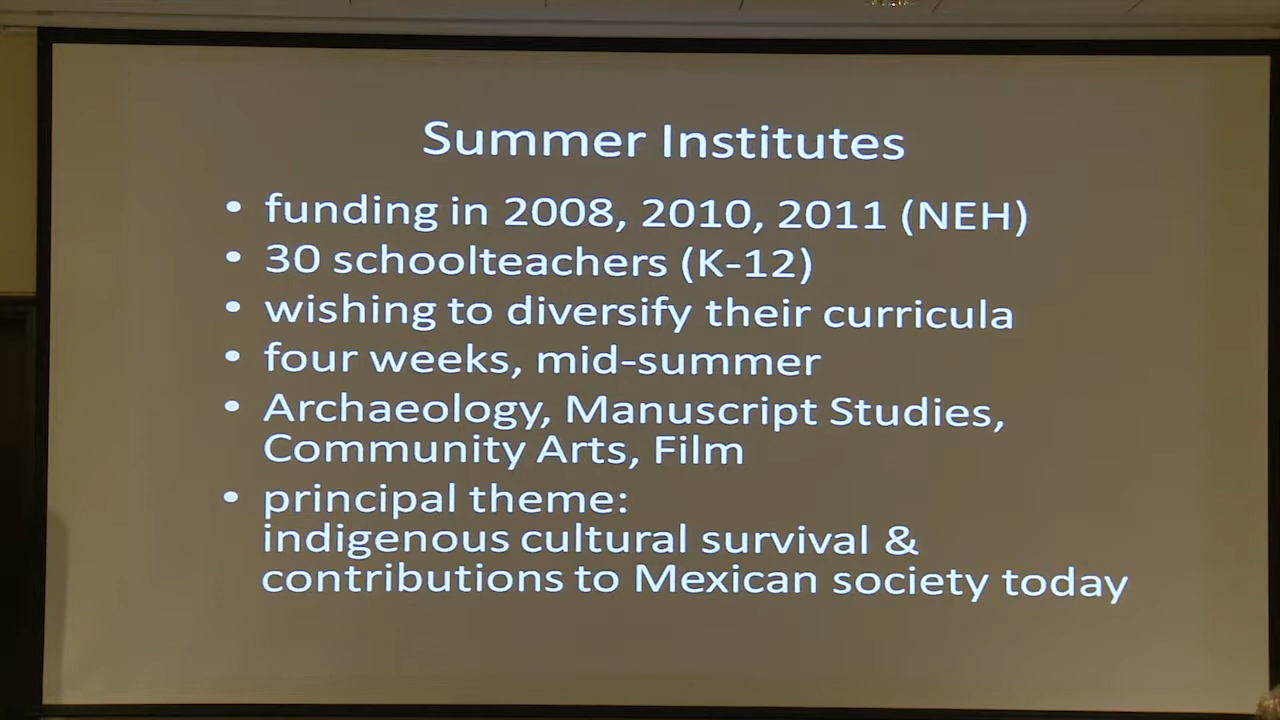 Summer Institutes
• funding in 2008, 2010, 2011 (NEH)
• 30 schoolteachers (K-12)
• wishing to diversify their curricula
• four weeks, mid-summer
• Archaeology, Manuscript Studies,
Community Arts, Film
• principal theme:
indigenous cultural survival &
contributions to Mexican society today